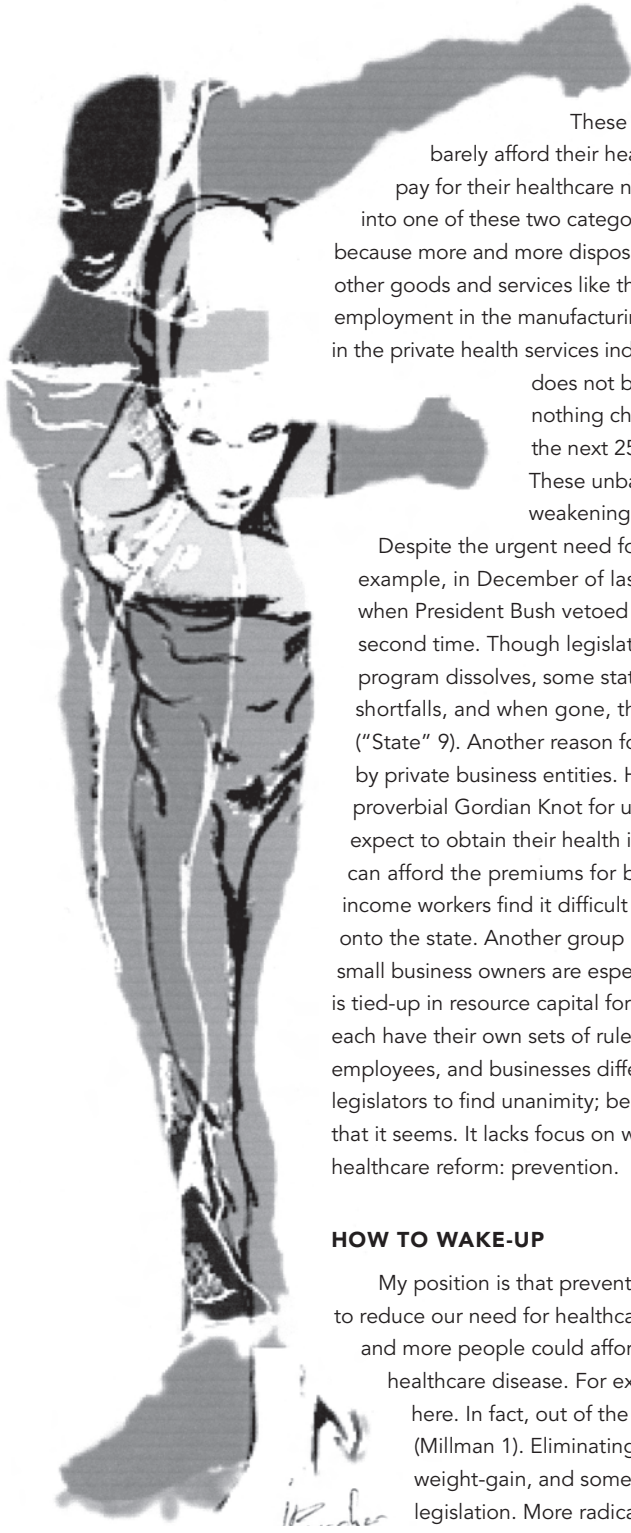 These
barely afford their hea
pay for their healthcare n
into one of these two catego
because more and more dispos
other goods and services like th
employment in the manufacturin
in the private health services ind
does not b
nothing ch
the next 25
These unba
weakening
Despite the urgent need fo
example, in December of las
when President Bush vetoed
second time. Though legislat
program dissolves, some stat
shortfalls, and when gone, th
(“State” 9). Another reason fo
by private business entities. H
proverbial Gordian Knot for u
expect to obtain their health i
can afford the premiums for b
income workers find it difficult
onto the state. Another group
small business owners are espe
is tied-up in resource capital for
each have their own sets of rule
employees, and businesses diffe
legislators to find unanimity; be
that it seems. It lacks focus on w
healthcare reform: prevention.
HOW TO WAKE-UP
My position is that prevent
to reduce our need for healthca
and more people could affor
healthcare disease. For ex
here. In fact, out of the
(Millman 1). Eliminating
weight-gain, and some
legislation. More radica